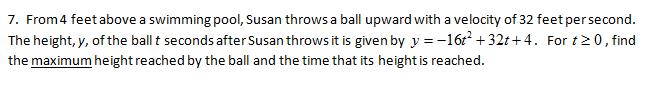 7. From 4 feet above a swimming pool, Susan throws a ball upward with a velocity of 32 feet per second.
The height, y, of the ball t seconds after Susan throws it is given by y = −16t² + 32t + 4. For t ≥ 0, find
the maximum height reached by the ball and the time that its height is reached.